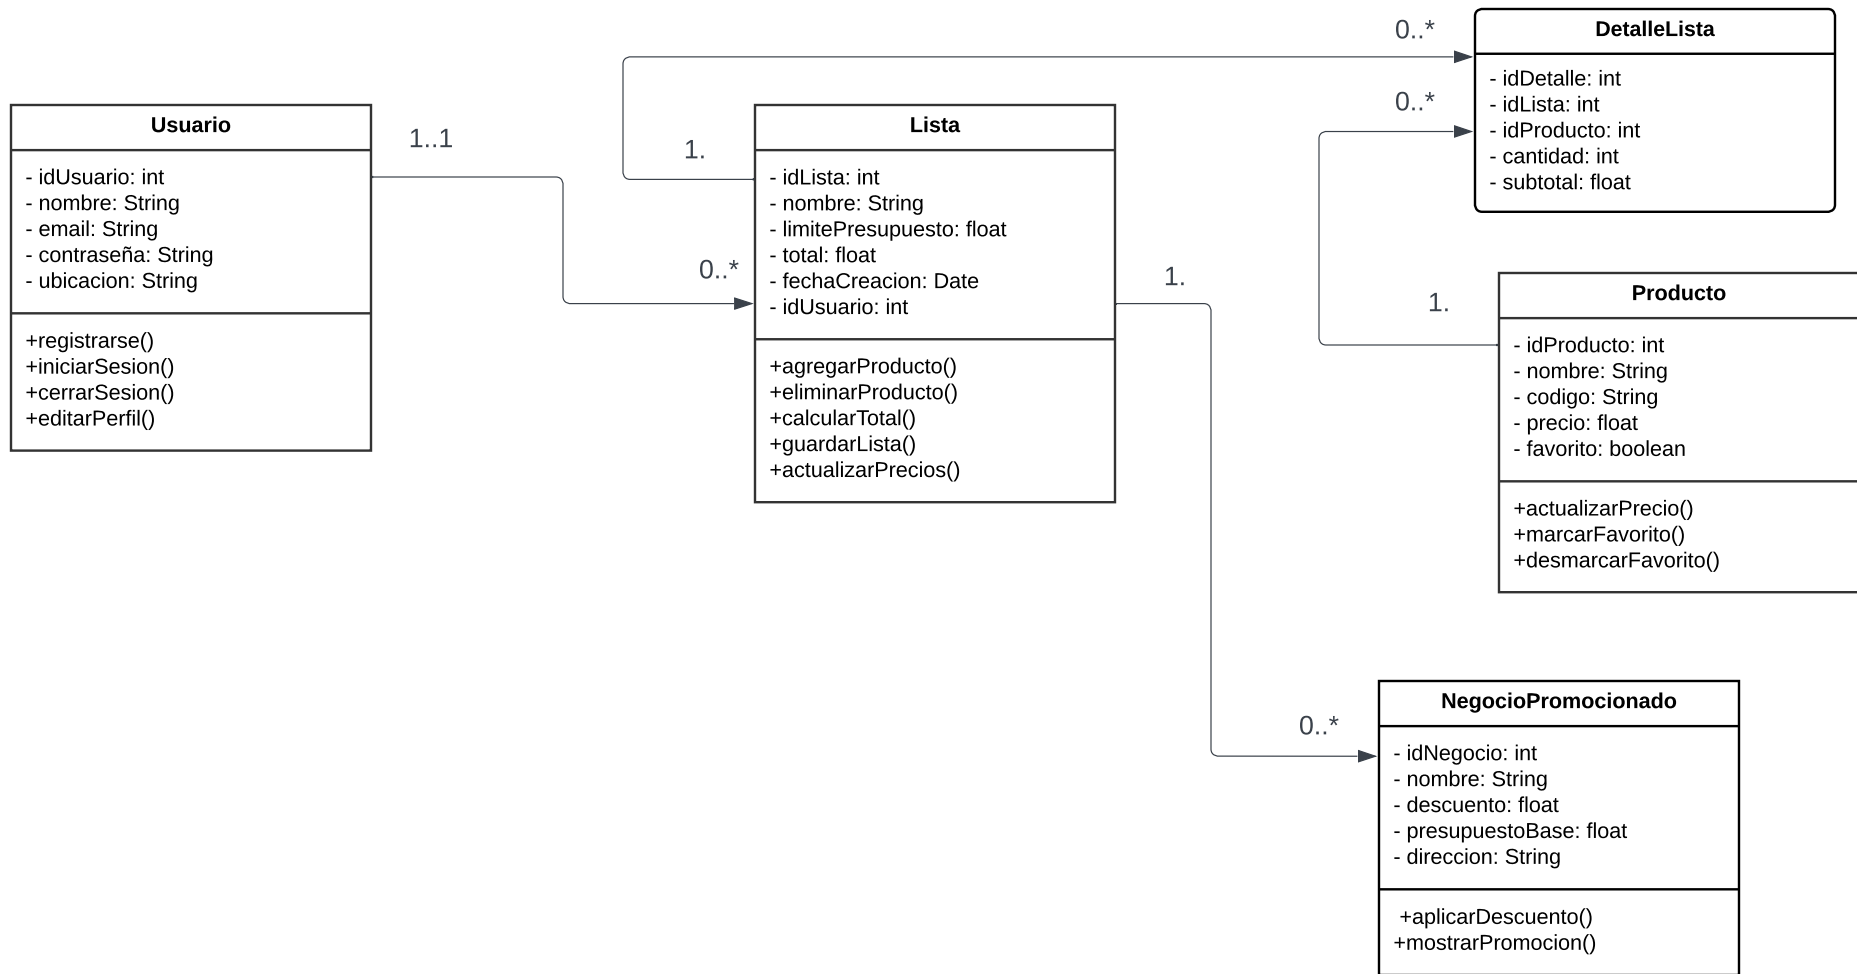 Usuario
- idUsuario: int
- nombre: String
- email: String
- contraseña: String
- ubicacion: String
+registrarse()
+iniciarSesion()
+cerrarSesion()
+editarPerfil()
1..1
0..*
Lista
- idLista: int
- nombre: String
- limitePresupuesto: float
- total: float
- fechaCreacion: Date
- idUsuario: int
+agregarProducto()
+eliminarProducto()
+calcularTotal()
+guardarLista()
+actualizarPrecios()
1.
0..*
DetalleLista
- idDetalle: int
- idLista: int
- idProducto: int
- cantidad: int
- subtotal: float
0..*
1.
Producto
- idProducto: int
- nombre: String
- codigo: String
- precio: float
- favorito: boolean
+actualizarPrecio()
+marcarFavorito()
+desmarcarFavorito()
1.
0..*
NegocioPromocionado
- idNegocio: int
- nombre: String
- descuento: float
- presupuestoBase: float
- direccion: String
+aplicarDescuento()
+mostrarPromocion()